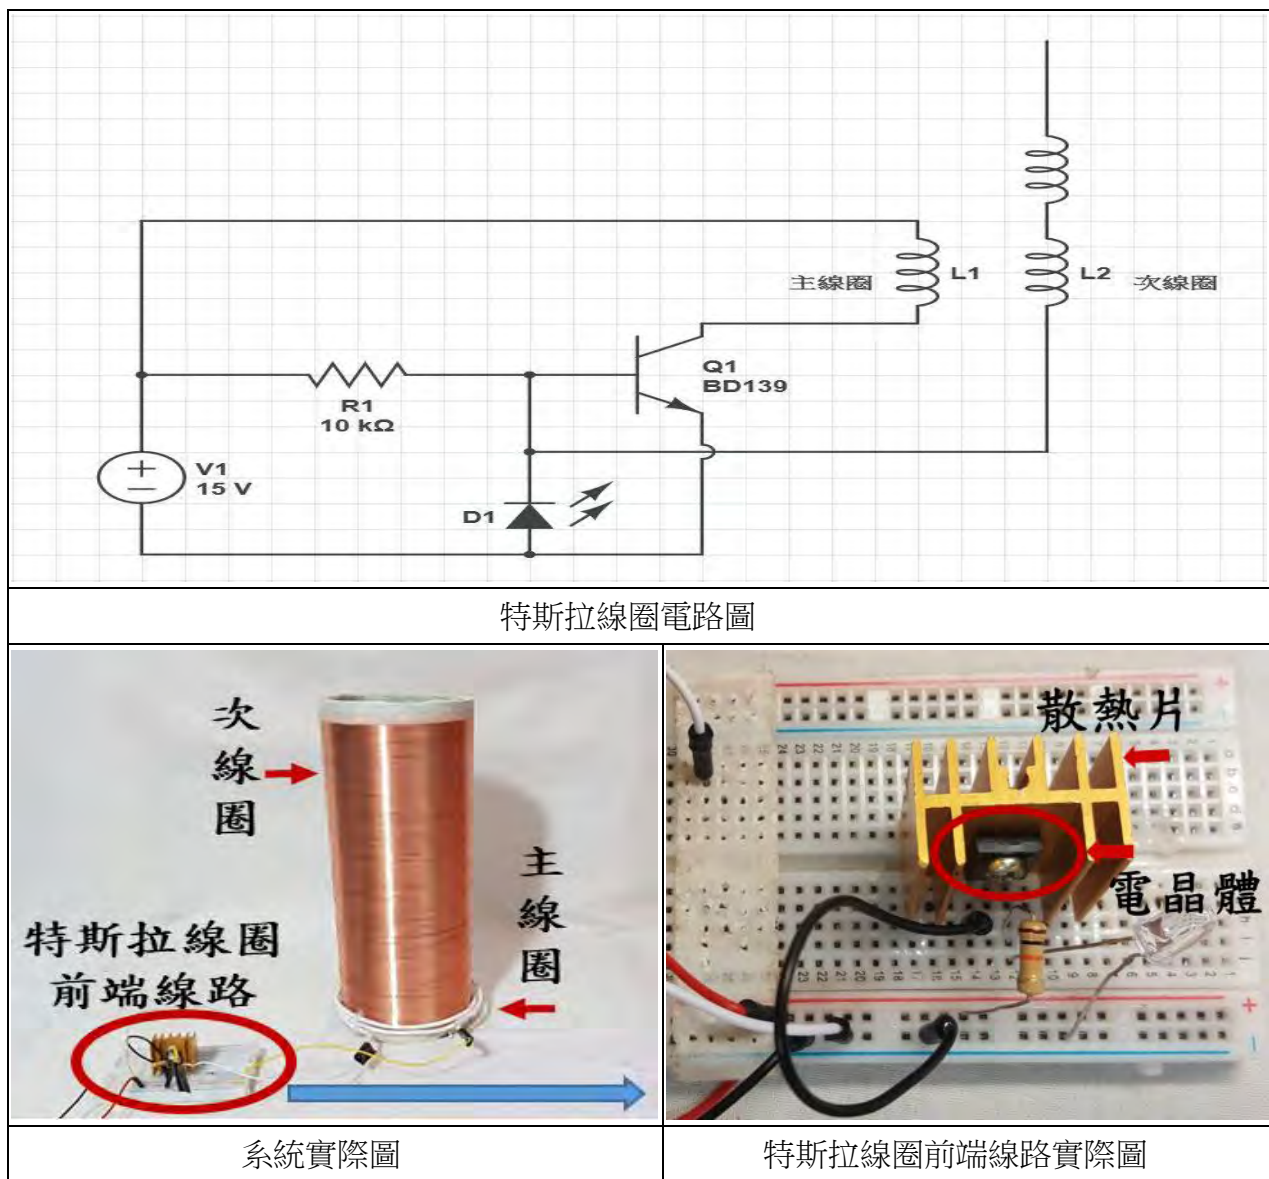 主線圈
L1
L2
次線圈
Q1
BD139
R1
10 kΩ
V1
15 V
D1
特斯拉線圈電路圖
次線圈
主線圈
特斯拉線圈
前端線路
散熱片
電晶體
系統實際圖
特斯拉線圈前端線路實際圖